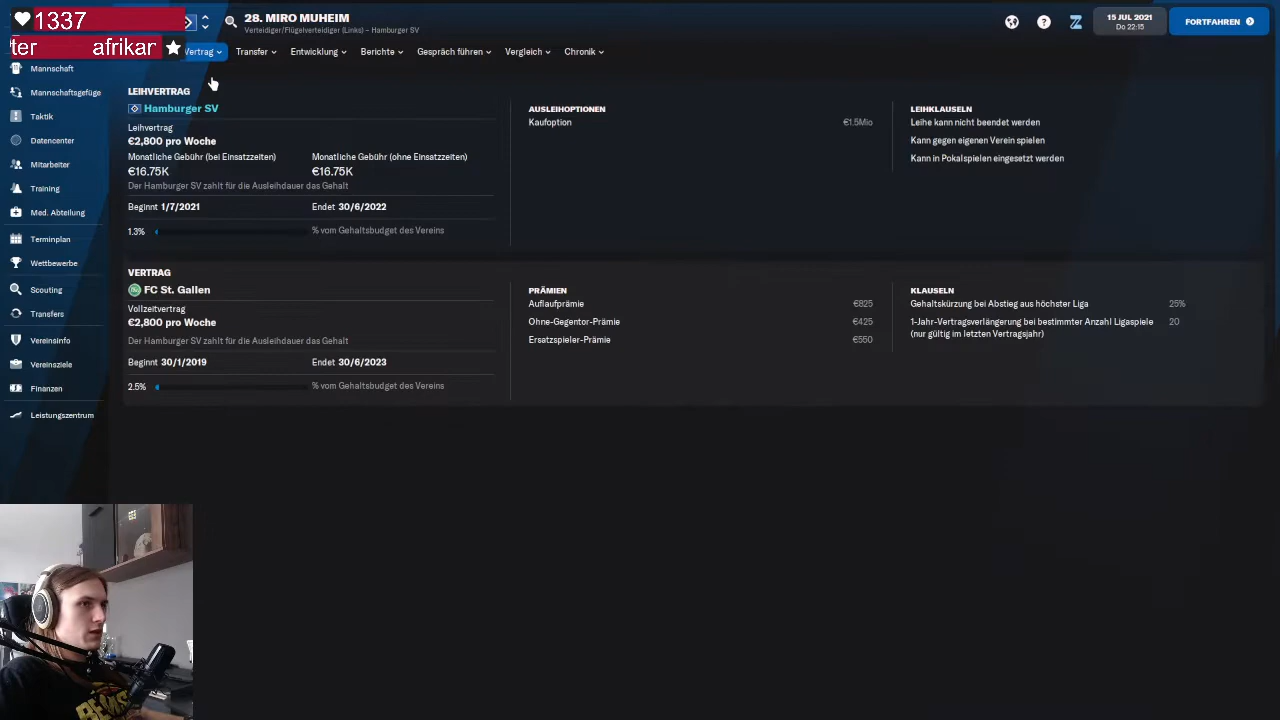 1337
ter afrikar
28. MIRO MUHEIM
Verteidiger/Flügelverteidiger (Links) - Hamburger SV
15 JUL 2021
Do 22:15
FORTFAHREN
Vertrag
Transfer
Entwicklung
Berichte
Gespräch führen
Vergleich
Chronik
Mannschaft
Mannschaftsgefüge
Taktik
Datencenter
Mitarbeiter
Training
Med. Abteilung
Terminplan
Wettbewerbe
Scouting
Transfers
Vereinsinfo
Vereinsziele
Finanzen
Leistungszentrum
LEIHVERTRAG
Hamburger SV
Leihvertrag
€2,800 pro Woche
Monatliche Gebühr (bei Einsatzzeiten)
€16.75K
Monatliche Gebühr (ohne Einsatzzeiten)
€16.75K
Der Hamburger SV zahlt für die Ausleihdauer das Gehalt
Beginnt 1/7/2021
Endet 30/6/2022
1.3%
% vom Gehaltsbudget des Vereins
AUSLEIHOPTIONEN
Kaufoption €1.5Mio
LEIHKLAUSELN
Leihe kann nicht beendet werden
Kann gegen eigenen Verein spielen
Kann in Pokalspielen eingesetzt werden
VERTRAG
FC St. Gallen
Vollzeitvertrag
€2,800 pro Woche
Der Hamburger SV zahlt für die Ausleihdauer das Gehalt
Beginnt 30/1/2019
Endet 30/6/2023
2.5%
% vom Gehaltsbudget des Vereins
PRÄMIEN
Auflaufprämie €825
Ohne-Gegentor-Prämie €425
Ersatzspieler-Prämie €550
KLAUSELN
Gehaltskürzung bei Abstieg aus höchster Liga 25%
1-Jahr-Vertragsverlängerung bei bestimmter Anzahl Ligaspiele 20
(nur gültig im letzten Vertragsjahr)